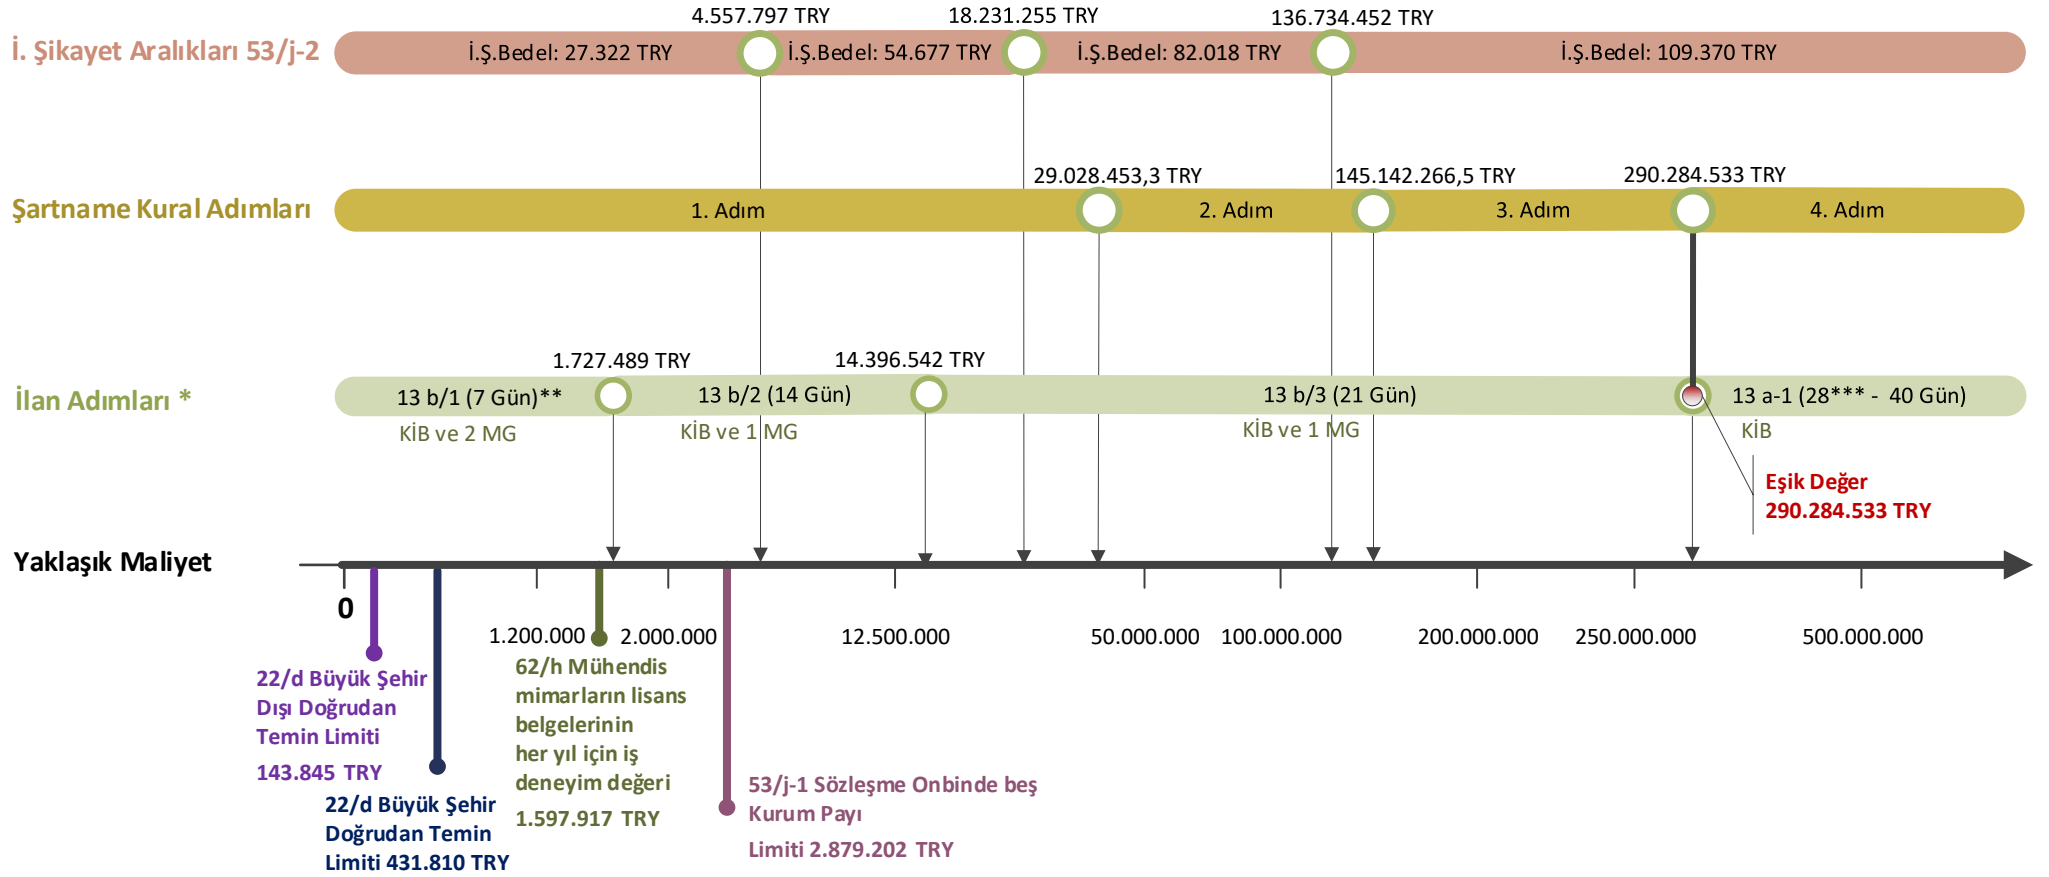 4.557.797 TRY
18.231.255 TRY
136.734.452 TRY
İ. Şikayet Aralıkları 53/j-2
İ.Ş.Bedel: 27.322 TRY
İ.Ş.Bedel: 54.677 TRY
İ.Ş.Bedel: 82.018 TRY
İ.Ş.Bedel: 109.370 TRY
29.028.453,3 TRY
145.142.266,5 TRY
290.284.533 TRY
Şartname Kural Adımları
1. Adım
2. Adım
3. Adım
4. Adım
1.727.489 TRY
14.396.542 TRY
İlan Adımları *
13 b/1 (7 Gün)**
13 b/2 (14 Gün)
13 b/3 (21 Gün)
13 a-1 (28*** - 40 Gün)
KİB ve 2 MG
KİB ve 1 MG
KİB ve 1 MG
KİB
Eşik Değer
290.284.533 TRY
Yaklaşık Maliyet
0
1.200.000
2.000.000
12.500.000
50.000.000
100.000.000
200.000.000
250.000.000
500.000.000
22/d Büyük Şehir
Dışı Doğrudan
Temin Limiti
143.845 TRY
22/d Büyük Şehir
Doğrudan Temin
Limiti 431.810 TRY
62/h Mühendis
mimarların lisans
belgelerinin
her yıl için iş
deneyim değeri
1.597.917 TRY
53/j-1 Sözleşme Onbinde beş
Kurum Payı
Limiti 2.879.202 TRY